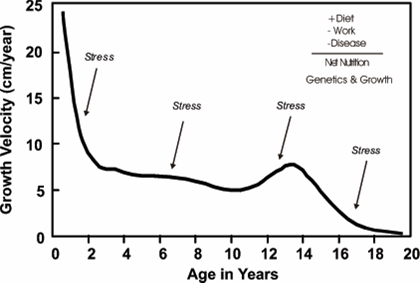 25
20
15
10
5
0
Growth Velocity (cm/year)
+Diet
- Work
-Disease
Net Nutrition
Genetics & Growth
Stress
Stress
Stress
Stress
0 2 4 6 8 10 12 14 16 18 20
Age in Years